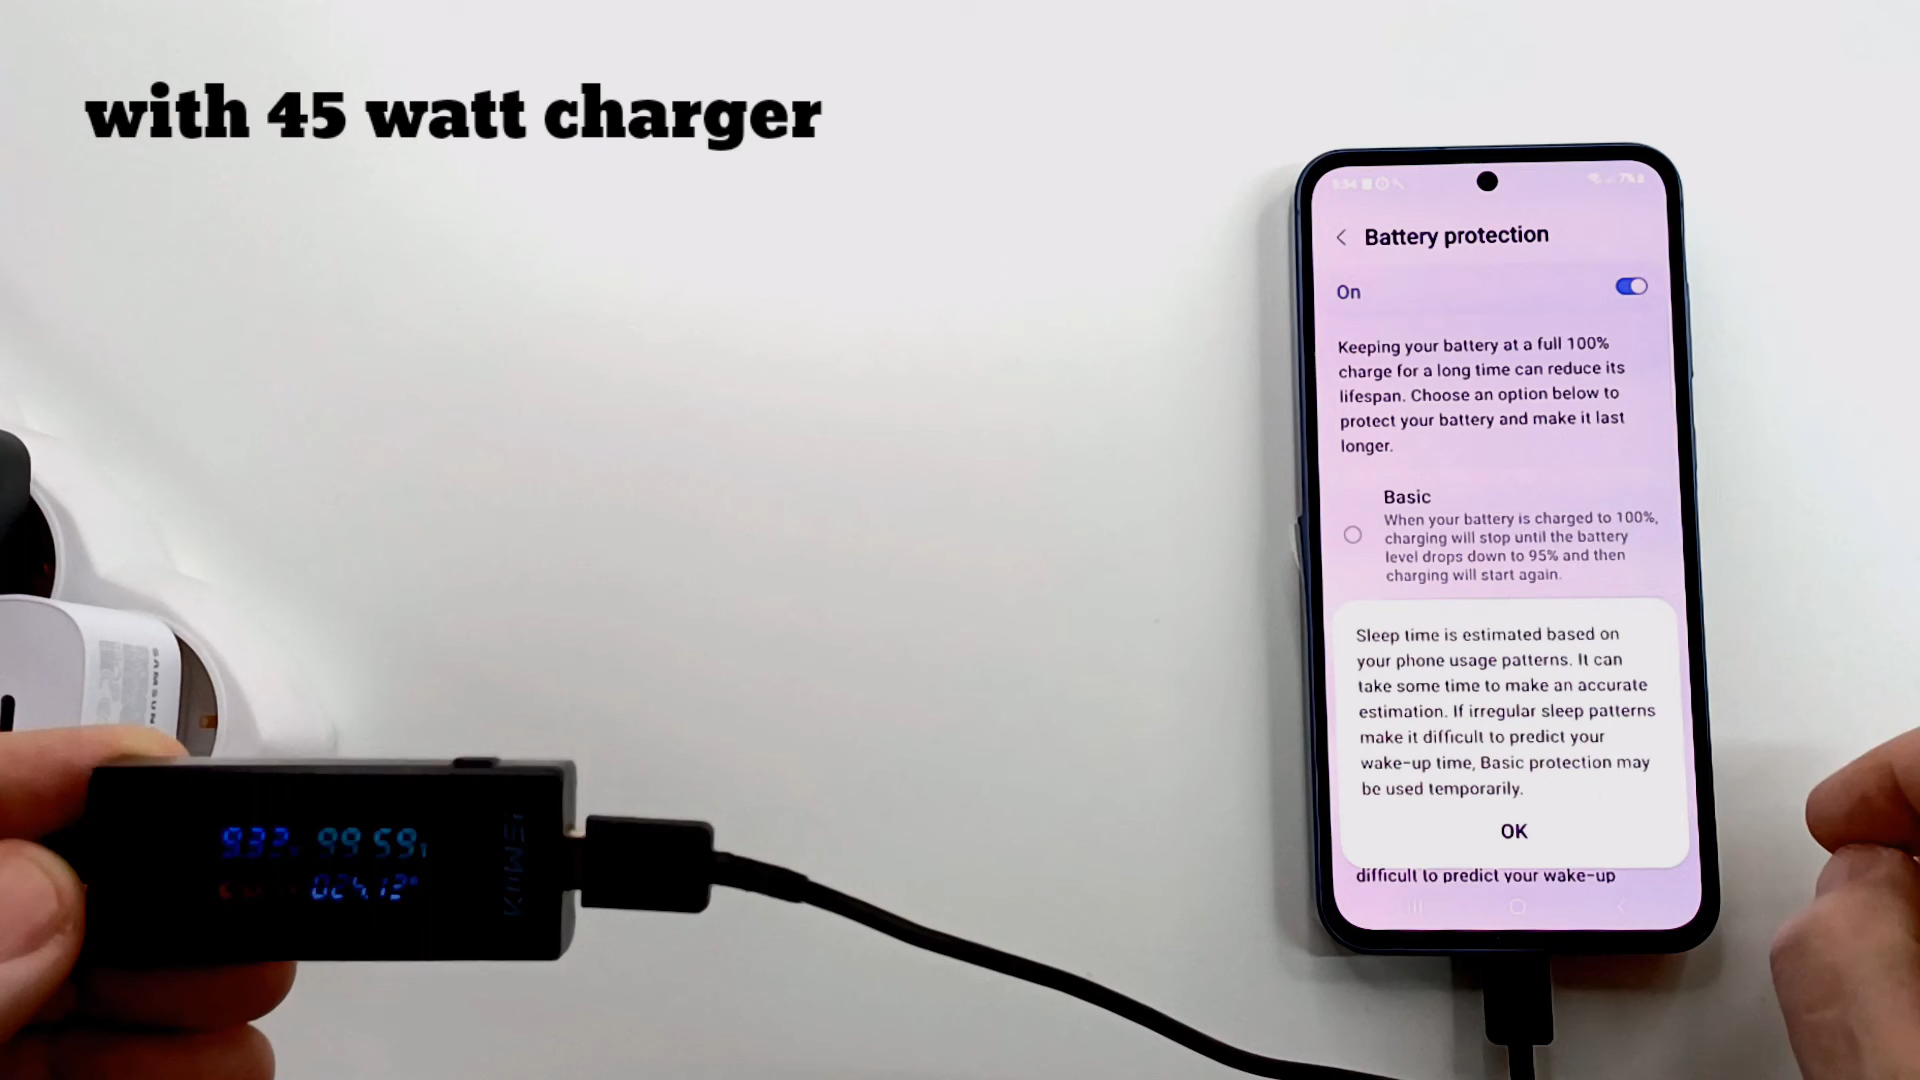 with 45 watt charger
7%
Battery protection
On
Keeping your battery at a full 100%
charge for a long time can reduce its
lifespan. Choose an option below to
protect your battery and make it last
longer.
Basic
When your battery is charged to 100%,
charging will stop until the battery
level drops down to 95% and then
charging will start again.
Sleep time is estimated based on
your phone usage patterns. It can
take some time to make an accurate
estimation. If irregular sleep patterns
make it difficult to predict your
wake-up time, Basic protection may
be used temporarily.
OK
difficult to predict your wake-up
SAMSUN